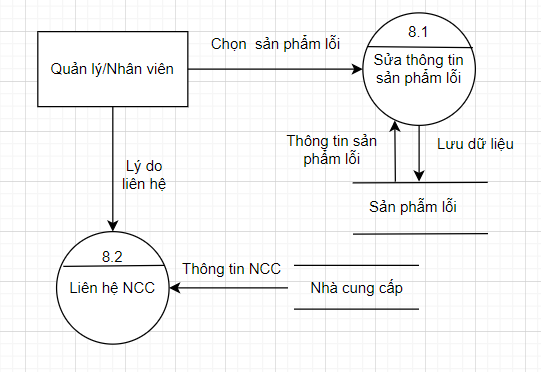 Chọn sản phẩm lỗi
8.1
Quản lý/Nhân viên
Sửa thông tin
sản phẩm lỗi
Thông tin sản
phẩm lỗi
Lưu dữ liệu
Lý do
liên hệ
Sản phẫm lỗi
8.2
Thông tin NCC
Liên hệ NCC
Nhà cung cấp